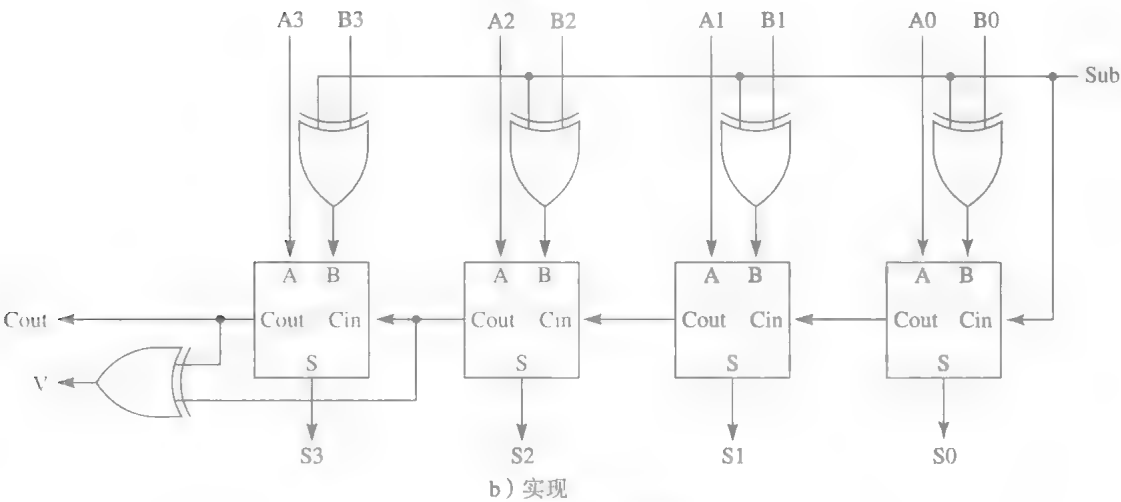 A3 B3 A2 B2 A1 B1 A0 B0
Sub
A B A B A B A B
Cout Cout Cin Cout Cin Cout Cin Cout Cin
S S S S
V
S3 S2 S1 S0
b）实现